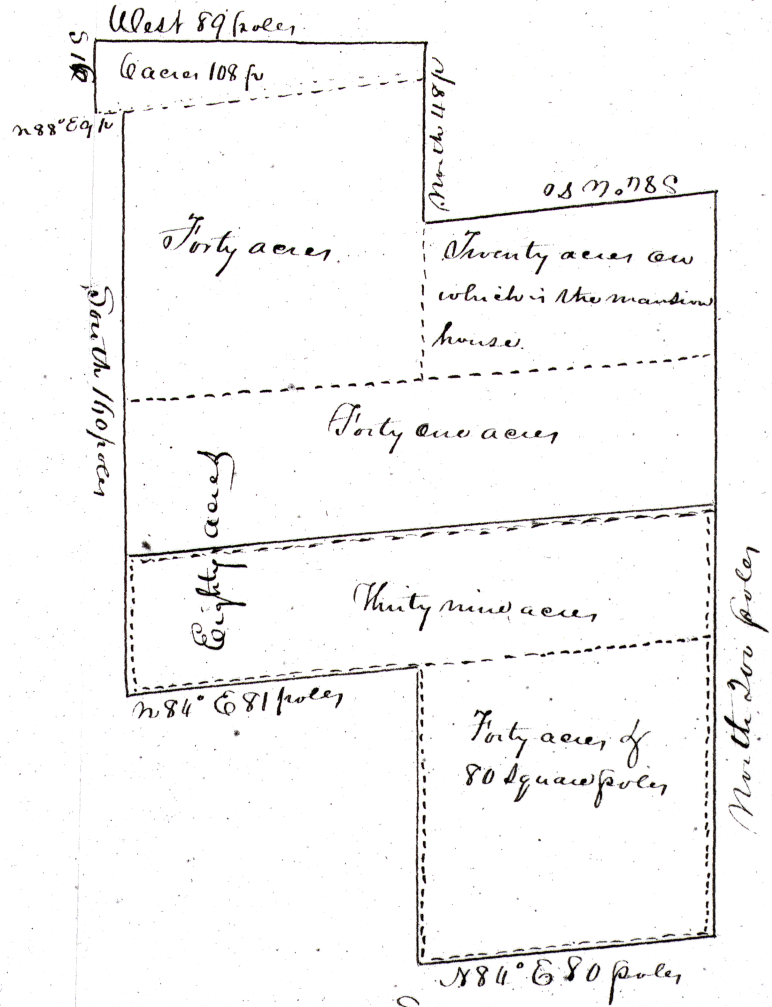 West 89 poles
S 16
6 acres 108 p
N 88° E 9 p
North 48 p
S 84° W 80
Forty acres
Twenty acres on
which is the mansion
house.
South 160 poles
Forty one acres
Eighty acres
Thirty nine acres
N 84° E 81 poles
Forty acres &
80 Square poles
North 200 poles
N 84° E 80 poles